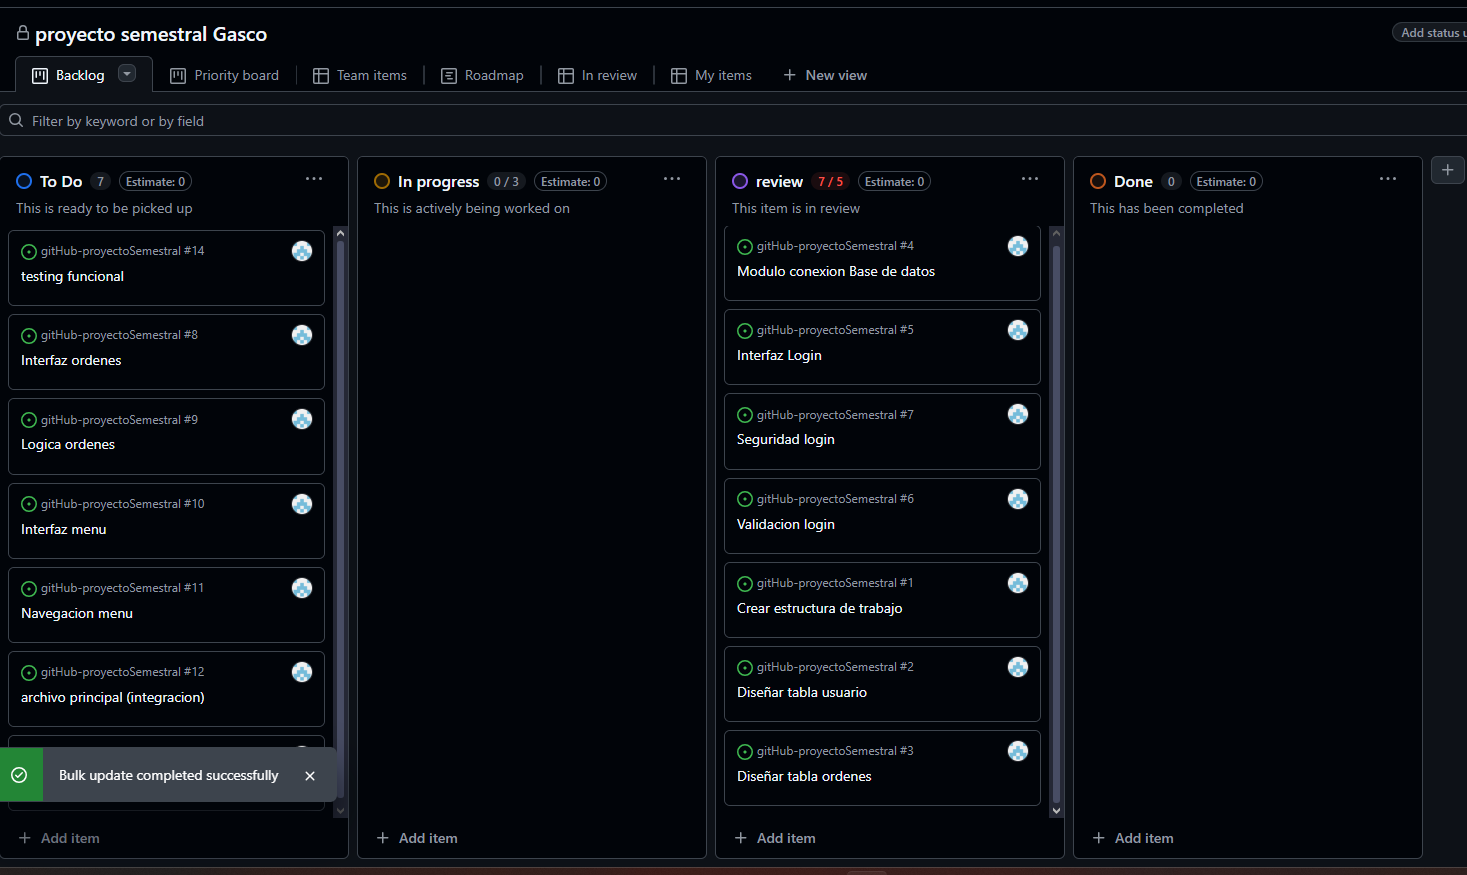 proyecto semestral Gasco
Add status u
Backlog
Priority board
Team items
Roadmap
In review
My items
New view
Filter by keyword or by field
To Do 7 Estimate: 0
This is ready to be picked up
gitHub-proyectoSemestral #14
testing funcional
gitHub-proyectoSemestral #8
Interfaz ordenes
gitHub-proyectoSemestral #9
Logica ordenes
gitHub-proyectoSemestral #10
Interfaz menu
gitHub-proyectoSemestral #11
Navegacion menu
gitHub-proyectoSemestral #12
archivo principal (integracion)
Bulk update completed successfully
Add item
In progress 0 / 3 Estimate: 0
This is actively being worked on
Add item
review 7 / 5 Estimate: 0
This item is in review
gitHub-proyectoSemestral #4
Modulo conexion Base de datos
gitHub-proyectoSemestral #5
Interfaz Login
gitHub-proyectoSemestral #7
Seguridad login
gitHub-proyectoSemestral #6
Validacion login
gitHub-proyectoSemestral #1
Crear estructura de trabajo
gitHub-proyectoSemestral #2
Diseñar tabla usuario
gitHub-proyectoSemestral #3
Diseñar tabla ordenes
Add item
Done 0 Estimate: 0
This has been completed
Add item